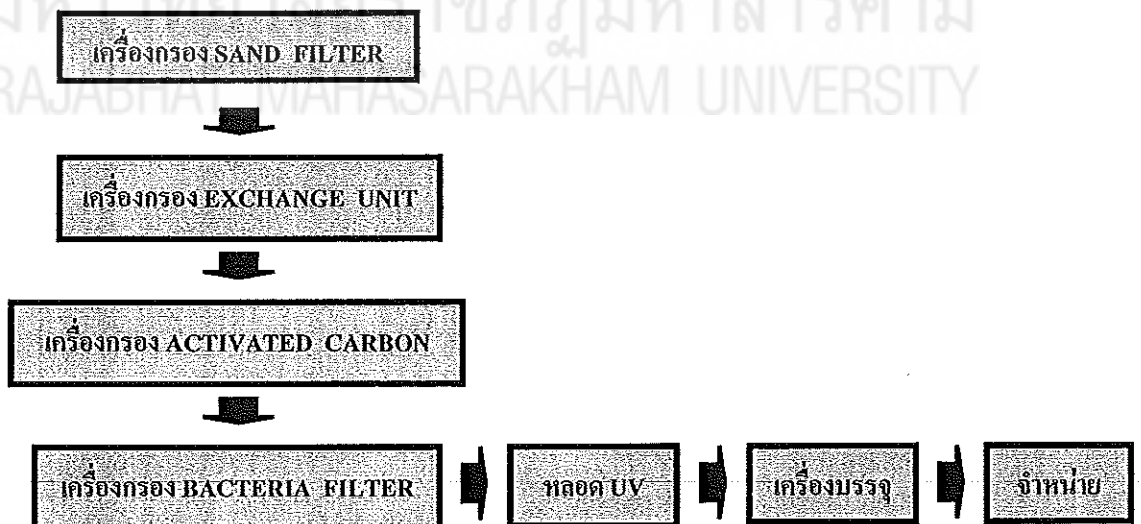 RAJABHA MAHASARAKHAM UNIVERSITY
เครื่องกรอง SAND FILTER
เครื่องกรอง EXCHANGE UNIT
เครื่องกรอง ACTIVATED CARBON
เครื่องกรอง BACTERIA FILTER
หลอด UV
เครื่องบรรจุ
จำหน่าย